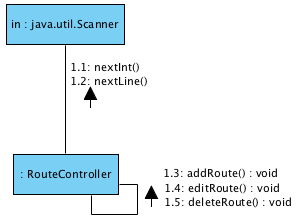 in : java.util.Scanner
1.1: nextInt()
1.2: nextLine()
: RouteController
1.3: addRoute() : void
1.4: editRoute() : void
1.5: deleteRoute() : void